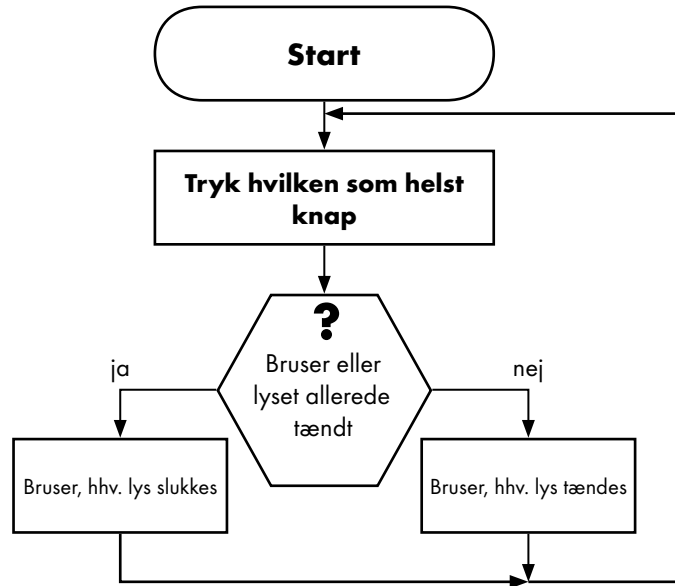 Start
Tryk hvilken som helst
knap
?
Bruser eller
lyset allerede
tændt
ja
nej
Bruser, hhv. lys slukkes
Bruser, hhv. lys tændes